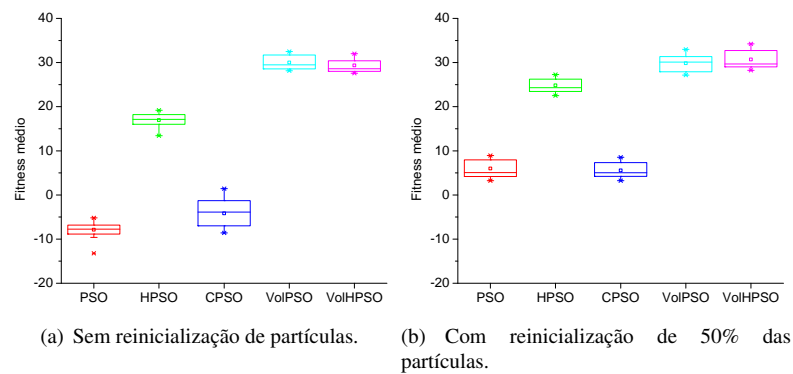 40
30
20
10
0
-10
-20
Fitness médio
PSO HPSO CPSO VolPSO VolHPSO
(a) Sem reinicialização de partículas.
40
30
20
10
0
-10
-20
Fitness médio
PSO HPSO CPSO VolPSO VolHPSO
(b) Com reinicialização de 50% das
partículas.